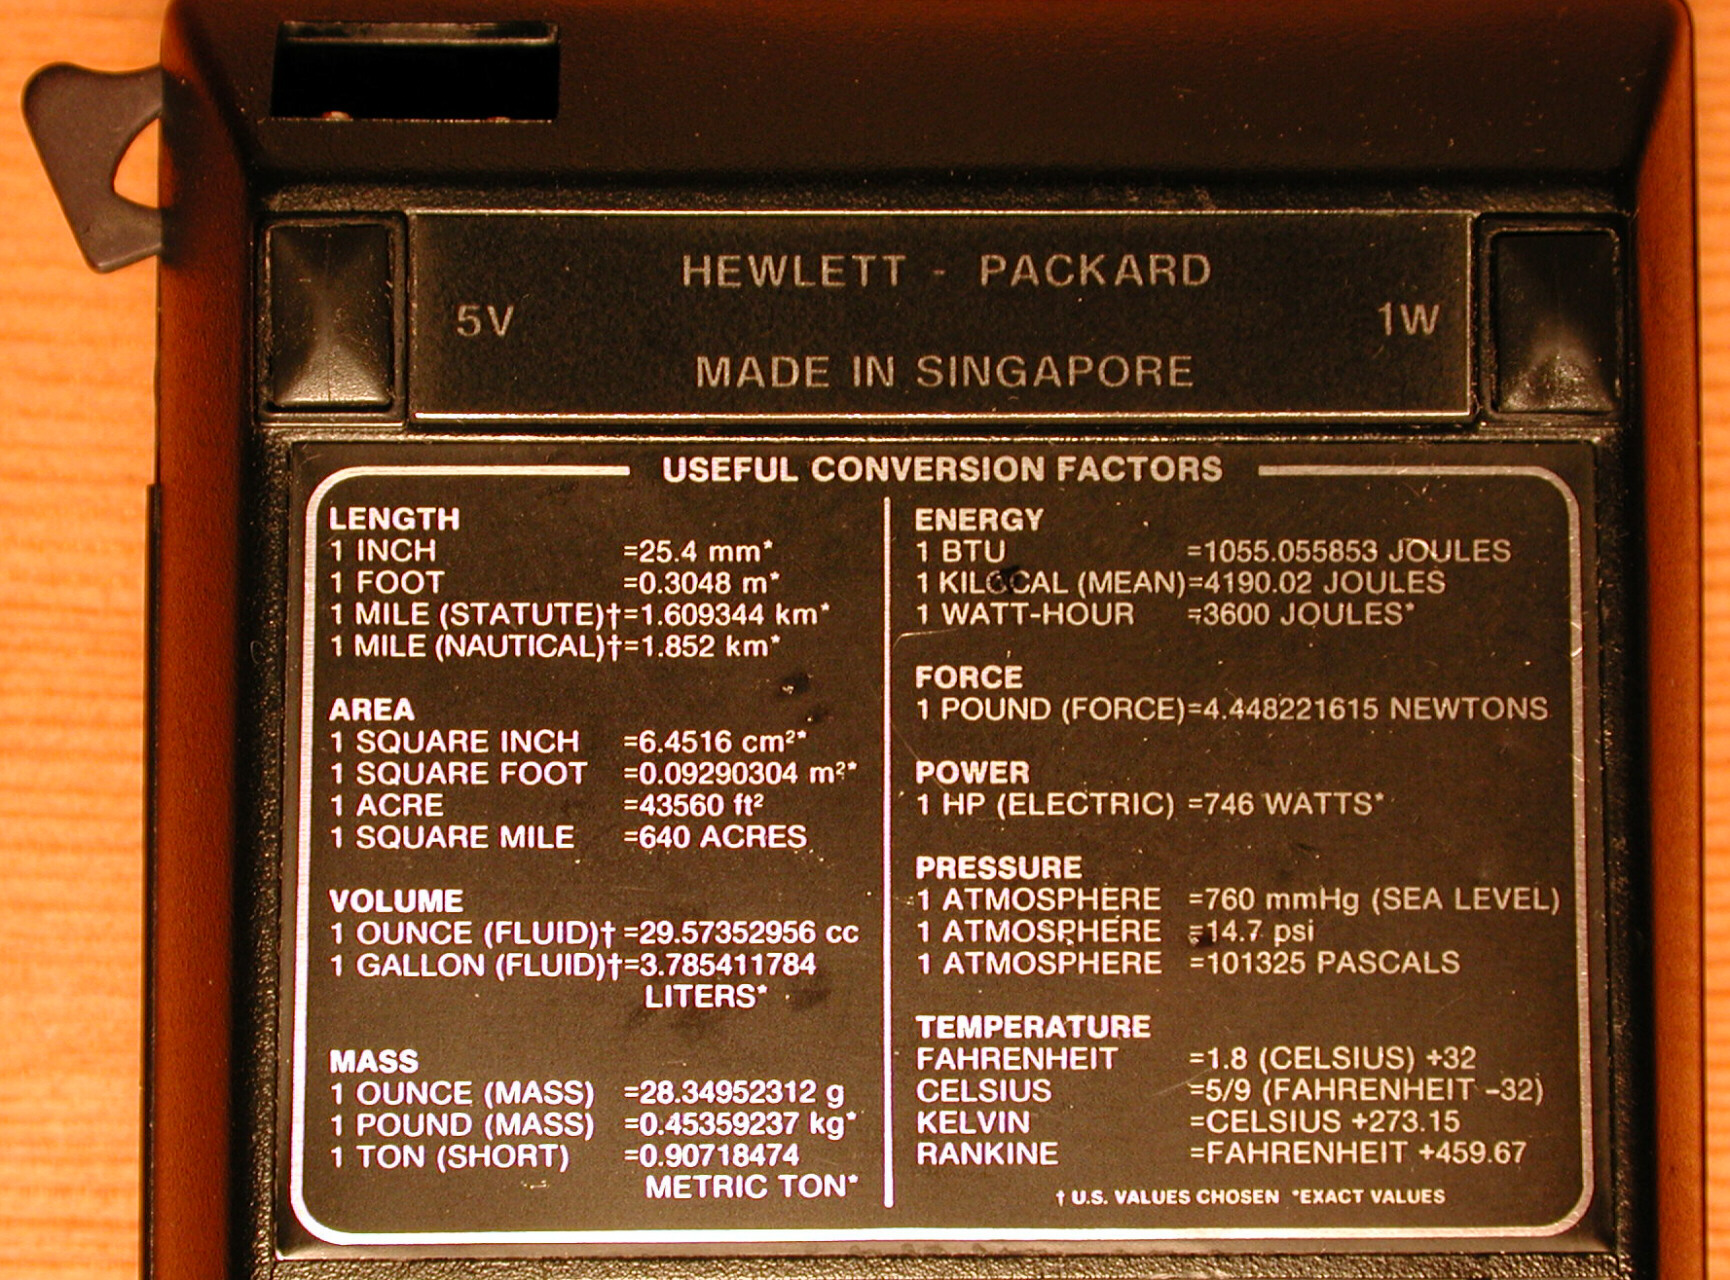 HEWLETT - PACKARD
5V 1W
MADE IN SINGAPORE
USEFUL CONVERSION FACTORS
LENGTH
1 INCH =25.4 mm*
1 FOOT =0.3048 m*
1 MILE (STATUTE)†=1.609344 km*
1 MILE (NAUTICAL)†=1.852 km*
AREA
1 SQUARE INCH =6.4516 cm²*
1 SQUARE FOOT =0.09290304 m²*
1 ACRE =43560 ft²
1 SQUARE MILE =640 ACRES
VOLUME
1 OUNCE (FLUID)† =29.57352956 cc
1 GALLON (FLUID)†=3.785411784
LITERS*
MASS
1 OUNCE (MASS) =28.34952312 g
1 POUND (MASS) =0.45359237 kg*
1 TON (SHORT) =0.90718474
METRIC TON*
ENERGY
1 BTU =1055.055853 JOULES
1 KILOCAL (MEAN)=4190.02 JOULES
1 WATT-HOUR =3600 JOULES*
FORCE
1 POUND (FORCE)=4.448221615 NEWTONS
POWER
1 HP (ELECTRIC) =746 WATTS*
PRESSURE
1 ATMOSPHERE =760 mmHg (SEA LEVEL)
1 ATMOSPHERE =14.7 psi
1 ATMOSPHERE =101325 PASCALS
TEMPERATURE
FAHRENHEIT =1.8 (CELSIUS) +32
CELSIUS =5/9 (FAHRENHEIT -32)
KELVIN =CELSIUS +273.15
RANKINE =FAHRENHEIT +459.67
† U.S. VALUES CHOSEN *EXACT VALUES